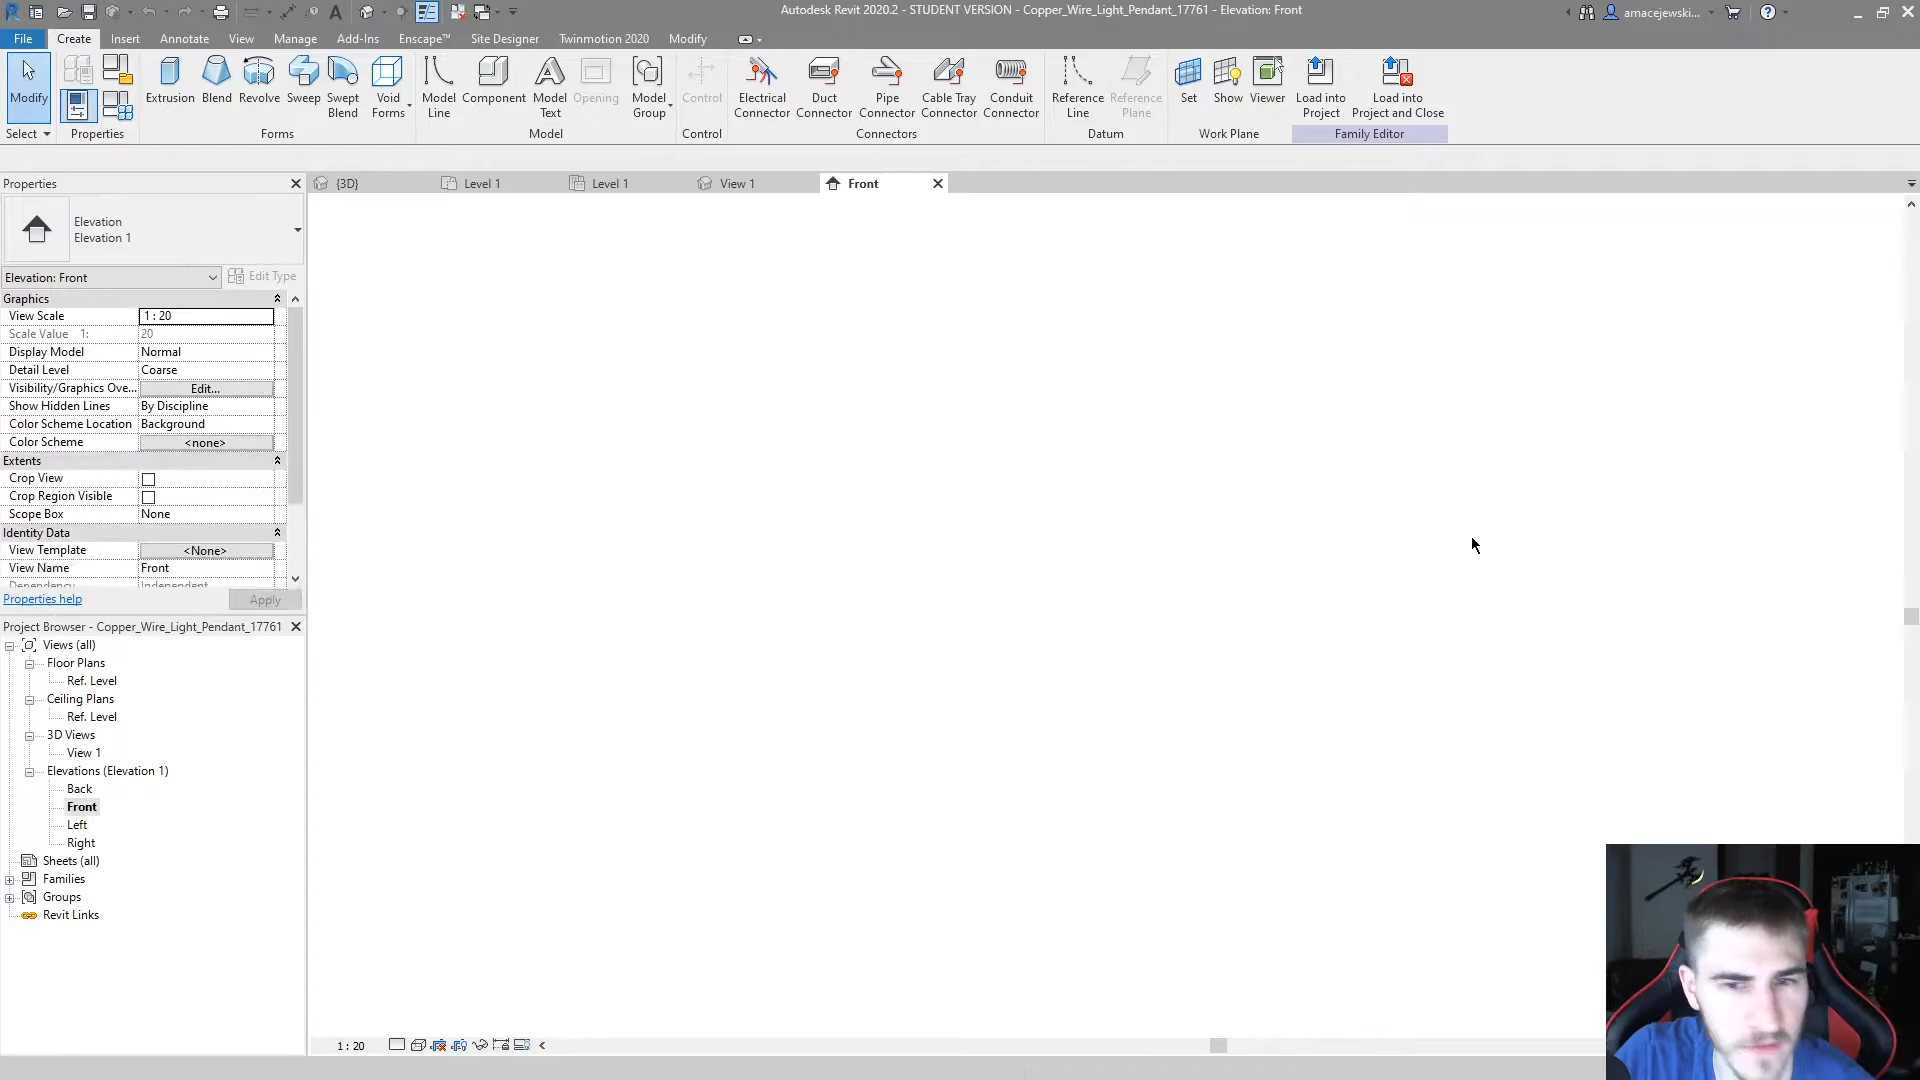 Autodesk Revit 2020.2 - STUDENT VERSION - Copper_Wire_Light_Pendant_17761 - Elevation: Front
amacejewski...
File Create Insert Annotate View Manage Add-Ins Enscape™ Site Designer Twinmotion 2020 Modify
Modify
Extrusion Blend Revolve Sweep Swept Blend Void Forms
Model Line Component Model Text Opening Model Group
Control
Electrical Connector Duct Connector Pipe Connector Cable Tray Connector Conduit Connector
Reference Line Reference Plane
Set Show Viewer
Load into Project Load into Project and Close
Select Properties Forms Model Control Connectors Datum Work Plane Family Editor
Properties
{3D} Level 1 Level 1 View 1 Front
Elevation
Elevation 1
Elevation: Front Edit Type
Graphics
View Scale 1 : 20
Scale Value 1: 20
Display Model Normal
Detail Level Coarse
Visibility/Graphics Ove... Edit...
Show Hidden Lines By Discipline
Color Scheme Location Background
Color Scheme <none>
Extents
Crop View
Crop Region Visible
Scope Box None
Identity Data
View Template <None>
View Name Front
Dependency Independent
Properties help Apply
Project Browser - Copper_Wire_Light_Pendant_17761
Views (all)
Floor Plans
Ref. Level
Ceiling Plans
Ref. Level
3D Views
View 1
Elevations (Elevation 1)
Back
Front
Left
Right
Sheets (all)
Families
Groups
Revit Links
1 : 20